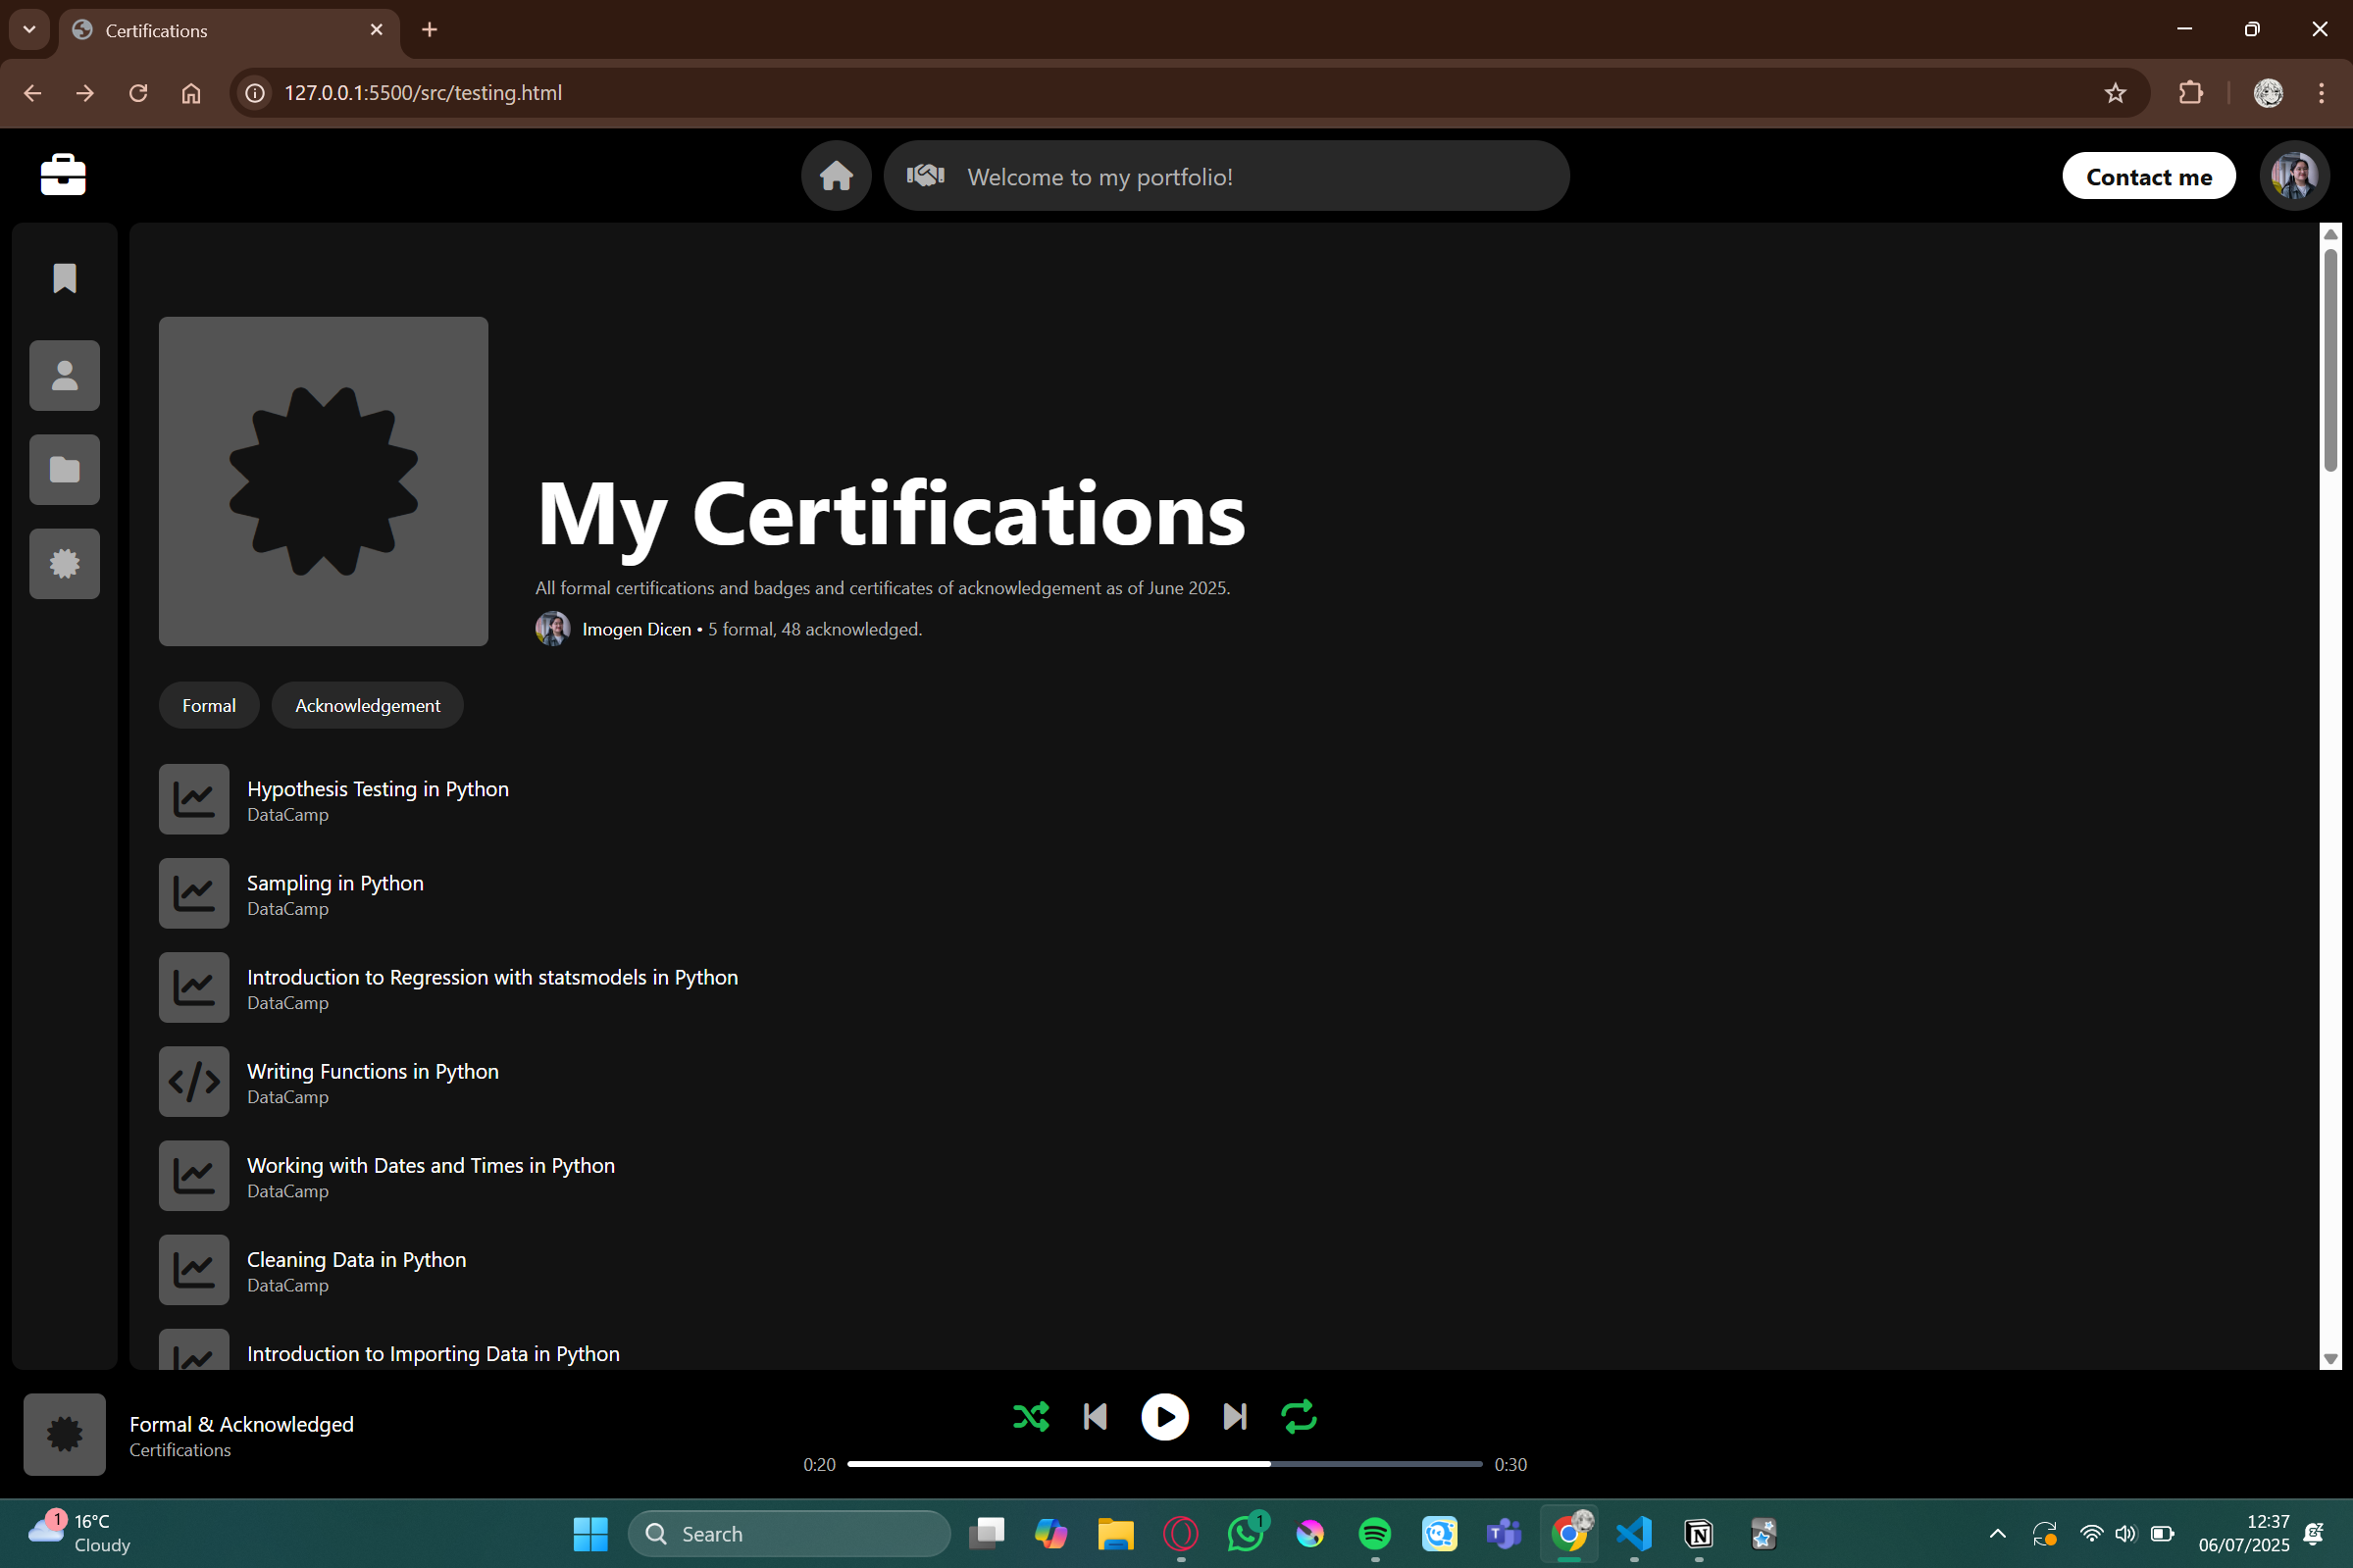 Certifications
127.0.0.1:5500/src/testing.html
Welcome to my portfolio!
Contact me
My Certifications
All formal certifications and badges and certificates of acknowledgement as of June 2025.
Imogen Dicen • 5 formal, 48 acknowledged.
Formal
Acknowledgement
Hypothesis Testing in Python
DataCamp
Sampling in Python
DataCamp
Introduction to Regression with statsmodels in Python
DataCamp
Writing Functions in Python
DataCamp
Working with Dates and Times in Python
DataCamp
Cleaning Data in Python
DataCamp
Introduction to Importing Data in Python
Formal & Acknowledged
Certifications
0:20
0:30
1
16°C
Cloudy
Search
1
12:37
06/07/2025